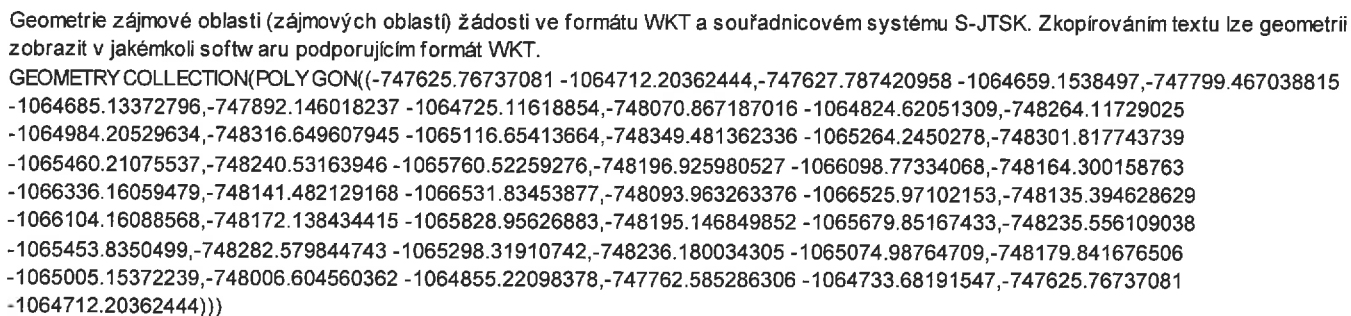 Geometrie zájmové oblasti (zájmových oblastí) žádosti ve formátu WKT a souřadnicovém systému S-JTSK. Zkopírováním textu lze geometrii
zobrazit v jakémkoli softw aru podporujícím formát WKT.
GEOMETRY COLLECTION(POLY GON((-747625.76737081 -1064712.20362444,-747627.787420958 -1064659.1538497,-747799.467038815
-1064685.13372796,-747892.146018237 -1064725.11618854,-748070.867187016 -1064824.62051309,-748264.11729025
-1064984.20529634,-748316.649607945 -1065116.65413664,-748349.481362336 -1065264.2450278,-748301.817743739
-1065460.21075537,-748240.53163946 -1065760.52259276,-748196.925980527 -1066098.77334068,-748164.300158763
-1066336.16059479,-748141.482129168 -1066531.83453877,-748093.963263376 -1066525.97102153,-748135.394628629
-1066104.16088568,-748172.138434415 -1065828.95626883,-748195.146849852 -1065679.85167433,-748235.556109038
-1065453.8350499,-748282.579844743 -1065298.31910742,-748236.180034305 -1065074.98764709,-748179.841676506
-1065005.15372239,-748006.604560362 -1064855.22098378,-747762.585286306 -1064733.68191547,-747625.76737081
-1064712.20362444)))